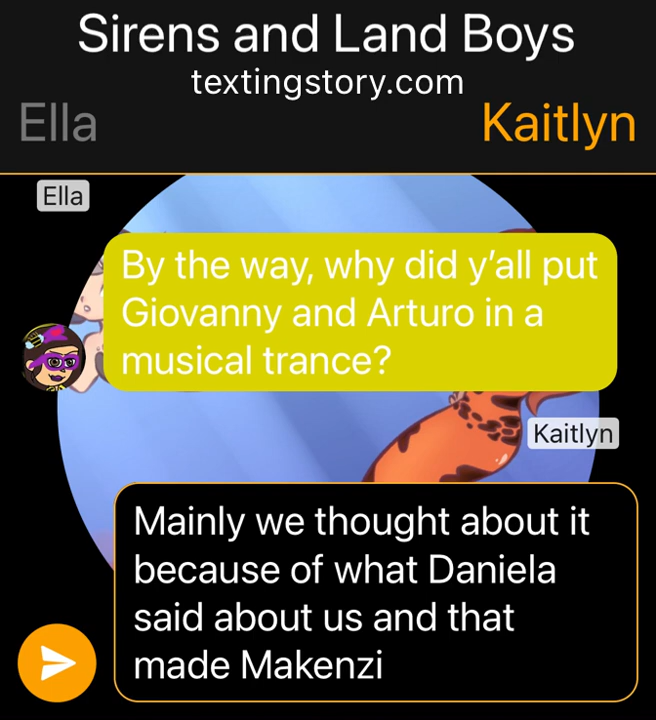 Sirens and Land Boys
textingstory.com
Ella
Kaitlyn
Ella
By the way, why did y’all put
Giovanny and Arturo in a
musical trance?
Kaitlyn
Mainly we thought about it
because of what Daniela
said about us and that
made Makenzi